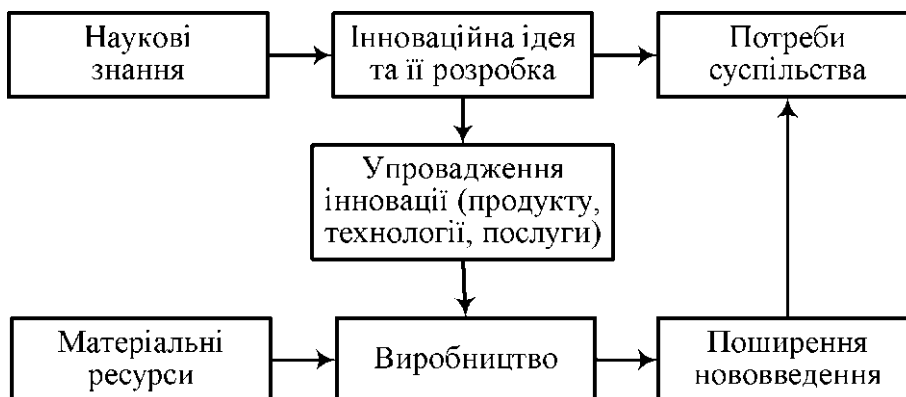 Наукові
знання
Інноваційна ідея
та її розробка
Потреби
суспільства
Упровадження
інновації (продукту,
технології, послуги)
Матеріальні
ресурси
Виробництво
Поширення
нововведення